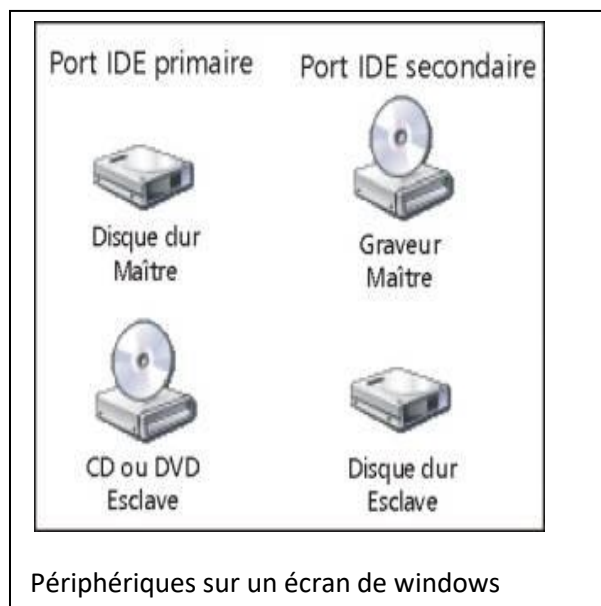 Port IDE primaire
Port IDE secondaire
Disque dur
Maître
Graveur
Maître
CD ou DVD
Esclave
Disque dur
Esclave
Périphériques sur un écran de windows